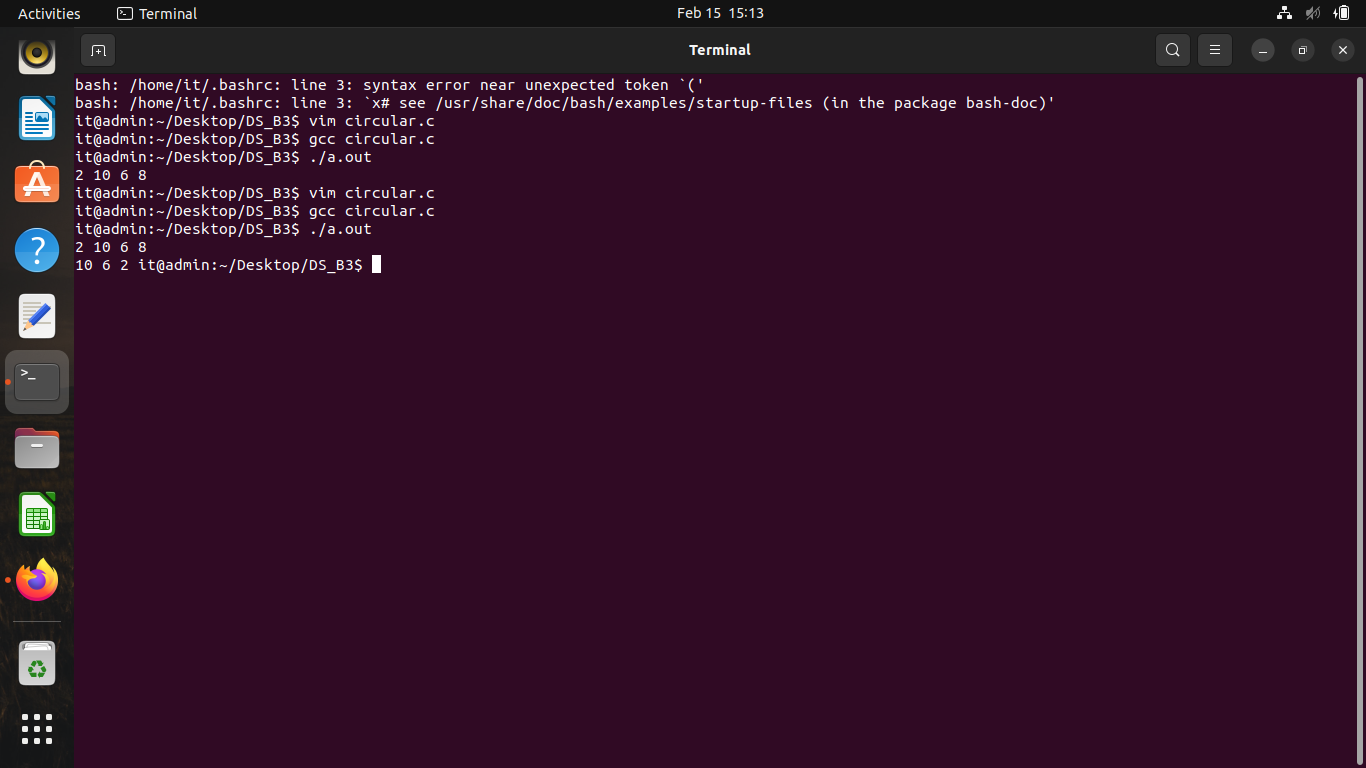 Activities
Terminal
Feb 15 15:13
Terminal
bash: /home/it/.bashrc: line 3: syntax error near unexpected token `('
bash: /home/it/.bashrc: line 3: `x# see /usr/share/doc/bash/examples/startup-files (in the package bash-doc)'
it@admin:~/Desktop/DS_B3$ vim circular.c
it@admin:~/Desktop/DS_B3$ gcc circular.c
it@admin:~/Desktop/DS_B3$ ./a.out
2 10 6 8
it@admin:~/Desktop/DS_B3$ vim circular.c
it@admin:~/Desktop/DS_B3$ gcc circular.c
it@admin:~/Desktop/DS_B3$ ./a.out
2 10 6 8
10 6 2 it@admin:~/Desktop/DS_B3$